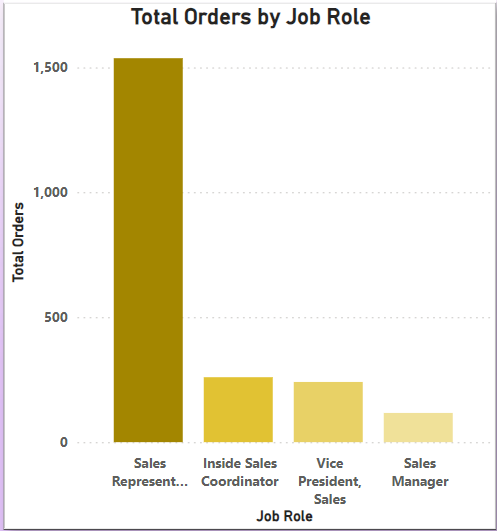 Total Orders by Job Role
1,500
1,000
500
0
Total Orders
Sales
Represent...
Inside Sales
Coordinator
Vice
President,
Sales
Sales
Manager
Job Role